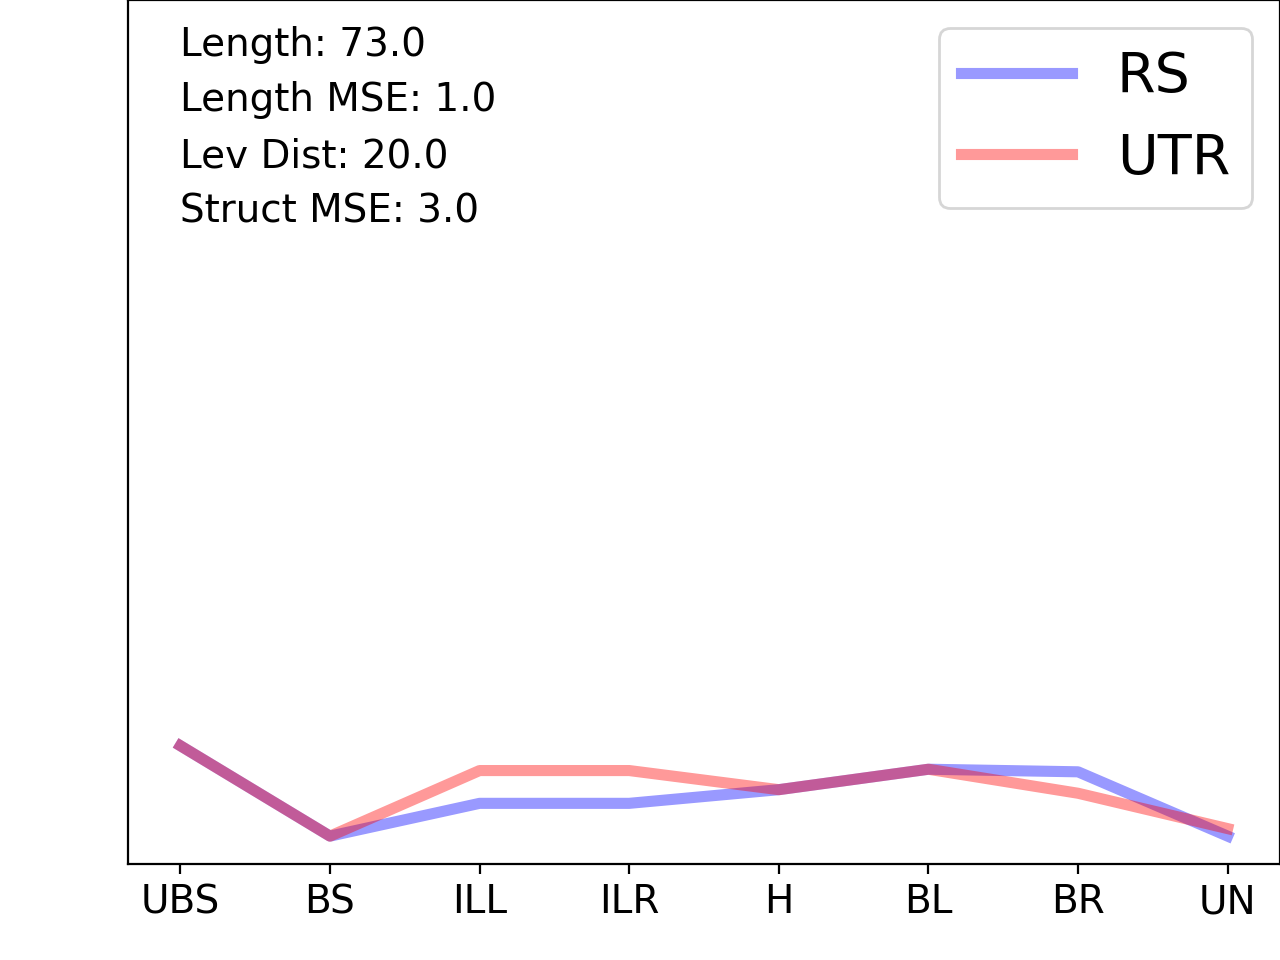 Length: 73.0
Length MSE: 1.0
Lev Dist: 20.0
Struct MSE: 3.0
RS
UTR
UBS BS ILL ILR H BL BR UN